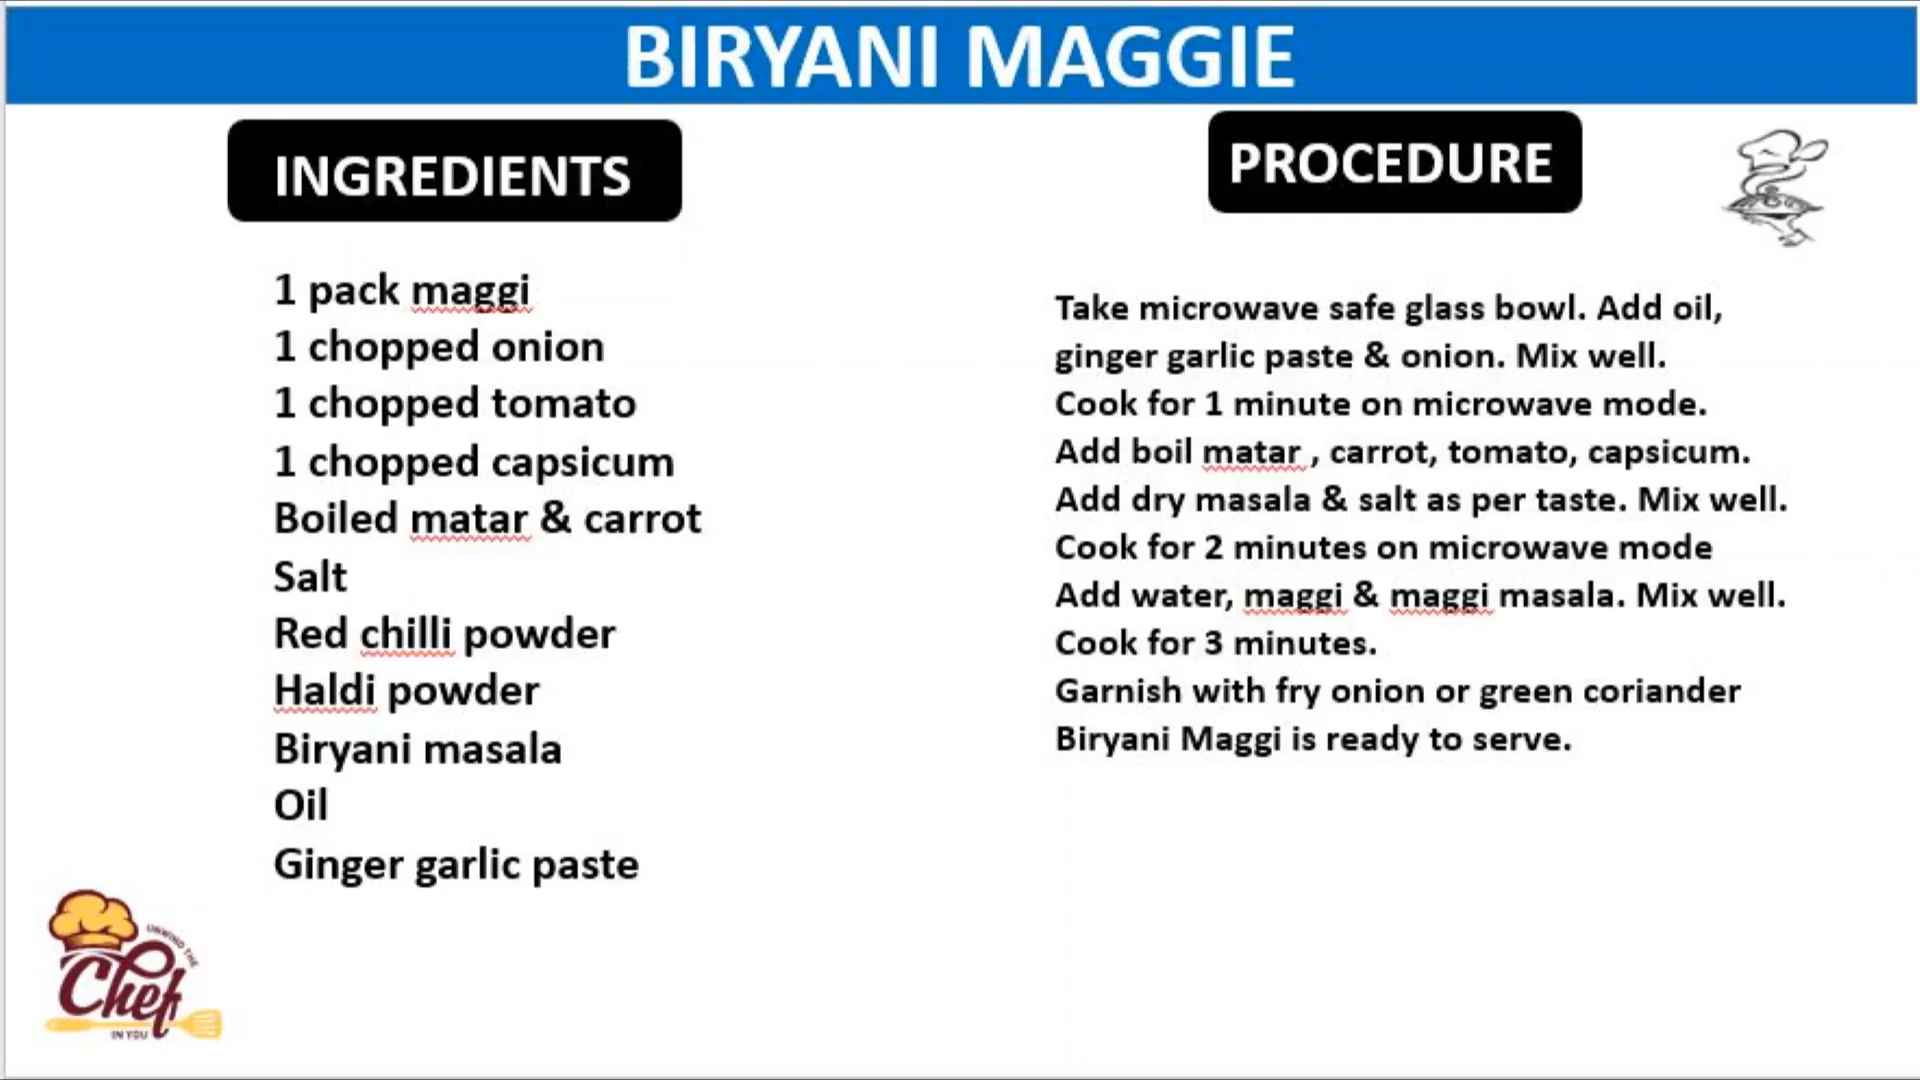 BIRYANI MAGGIE
INGREDIENTS
1 pack maggi
1 chopped onion
1 chopped tomato
1 chopped capsicum
Boiled matar & carrot
Salt
Red chilli powder
Haldi powder
Biryani masala
Oil
Ginger garlic paste
PROCEDURE
Take microwave safe glass bowl. Add oil,
ginger garlic paste & onion. Mix well.
Cook for 1 minute on microwave mode.
Add boil matar , carrot, tomato, capsicum.
Add dry masala & salt as per taste. Mix well.
Cook for 2 minutes on microwave mode
Add water, maggi & maggi masala. Mix well.
Cook for 3 minutes.
Garnish with fry onion or green coriander
Biryani Maggi is ready to serve.
UNWIND THE
Chef
IN YOU